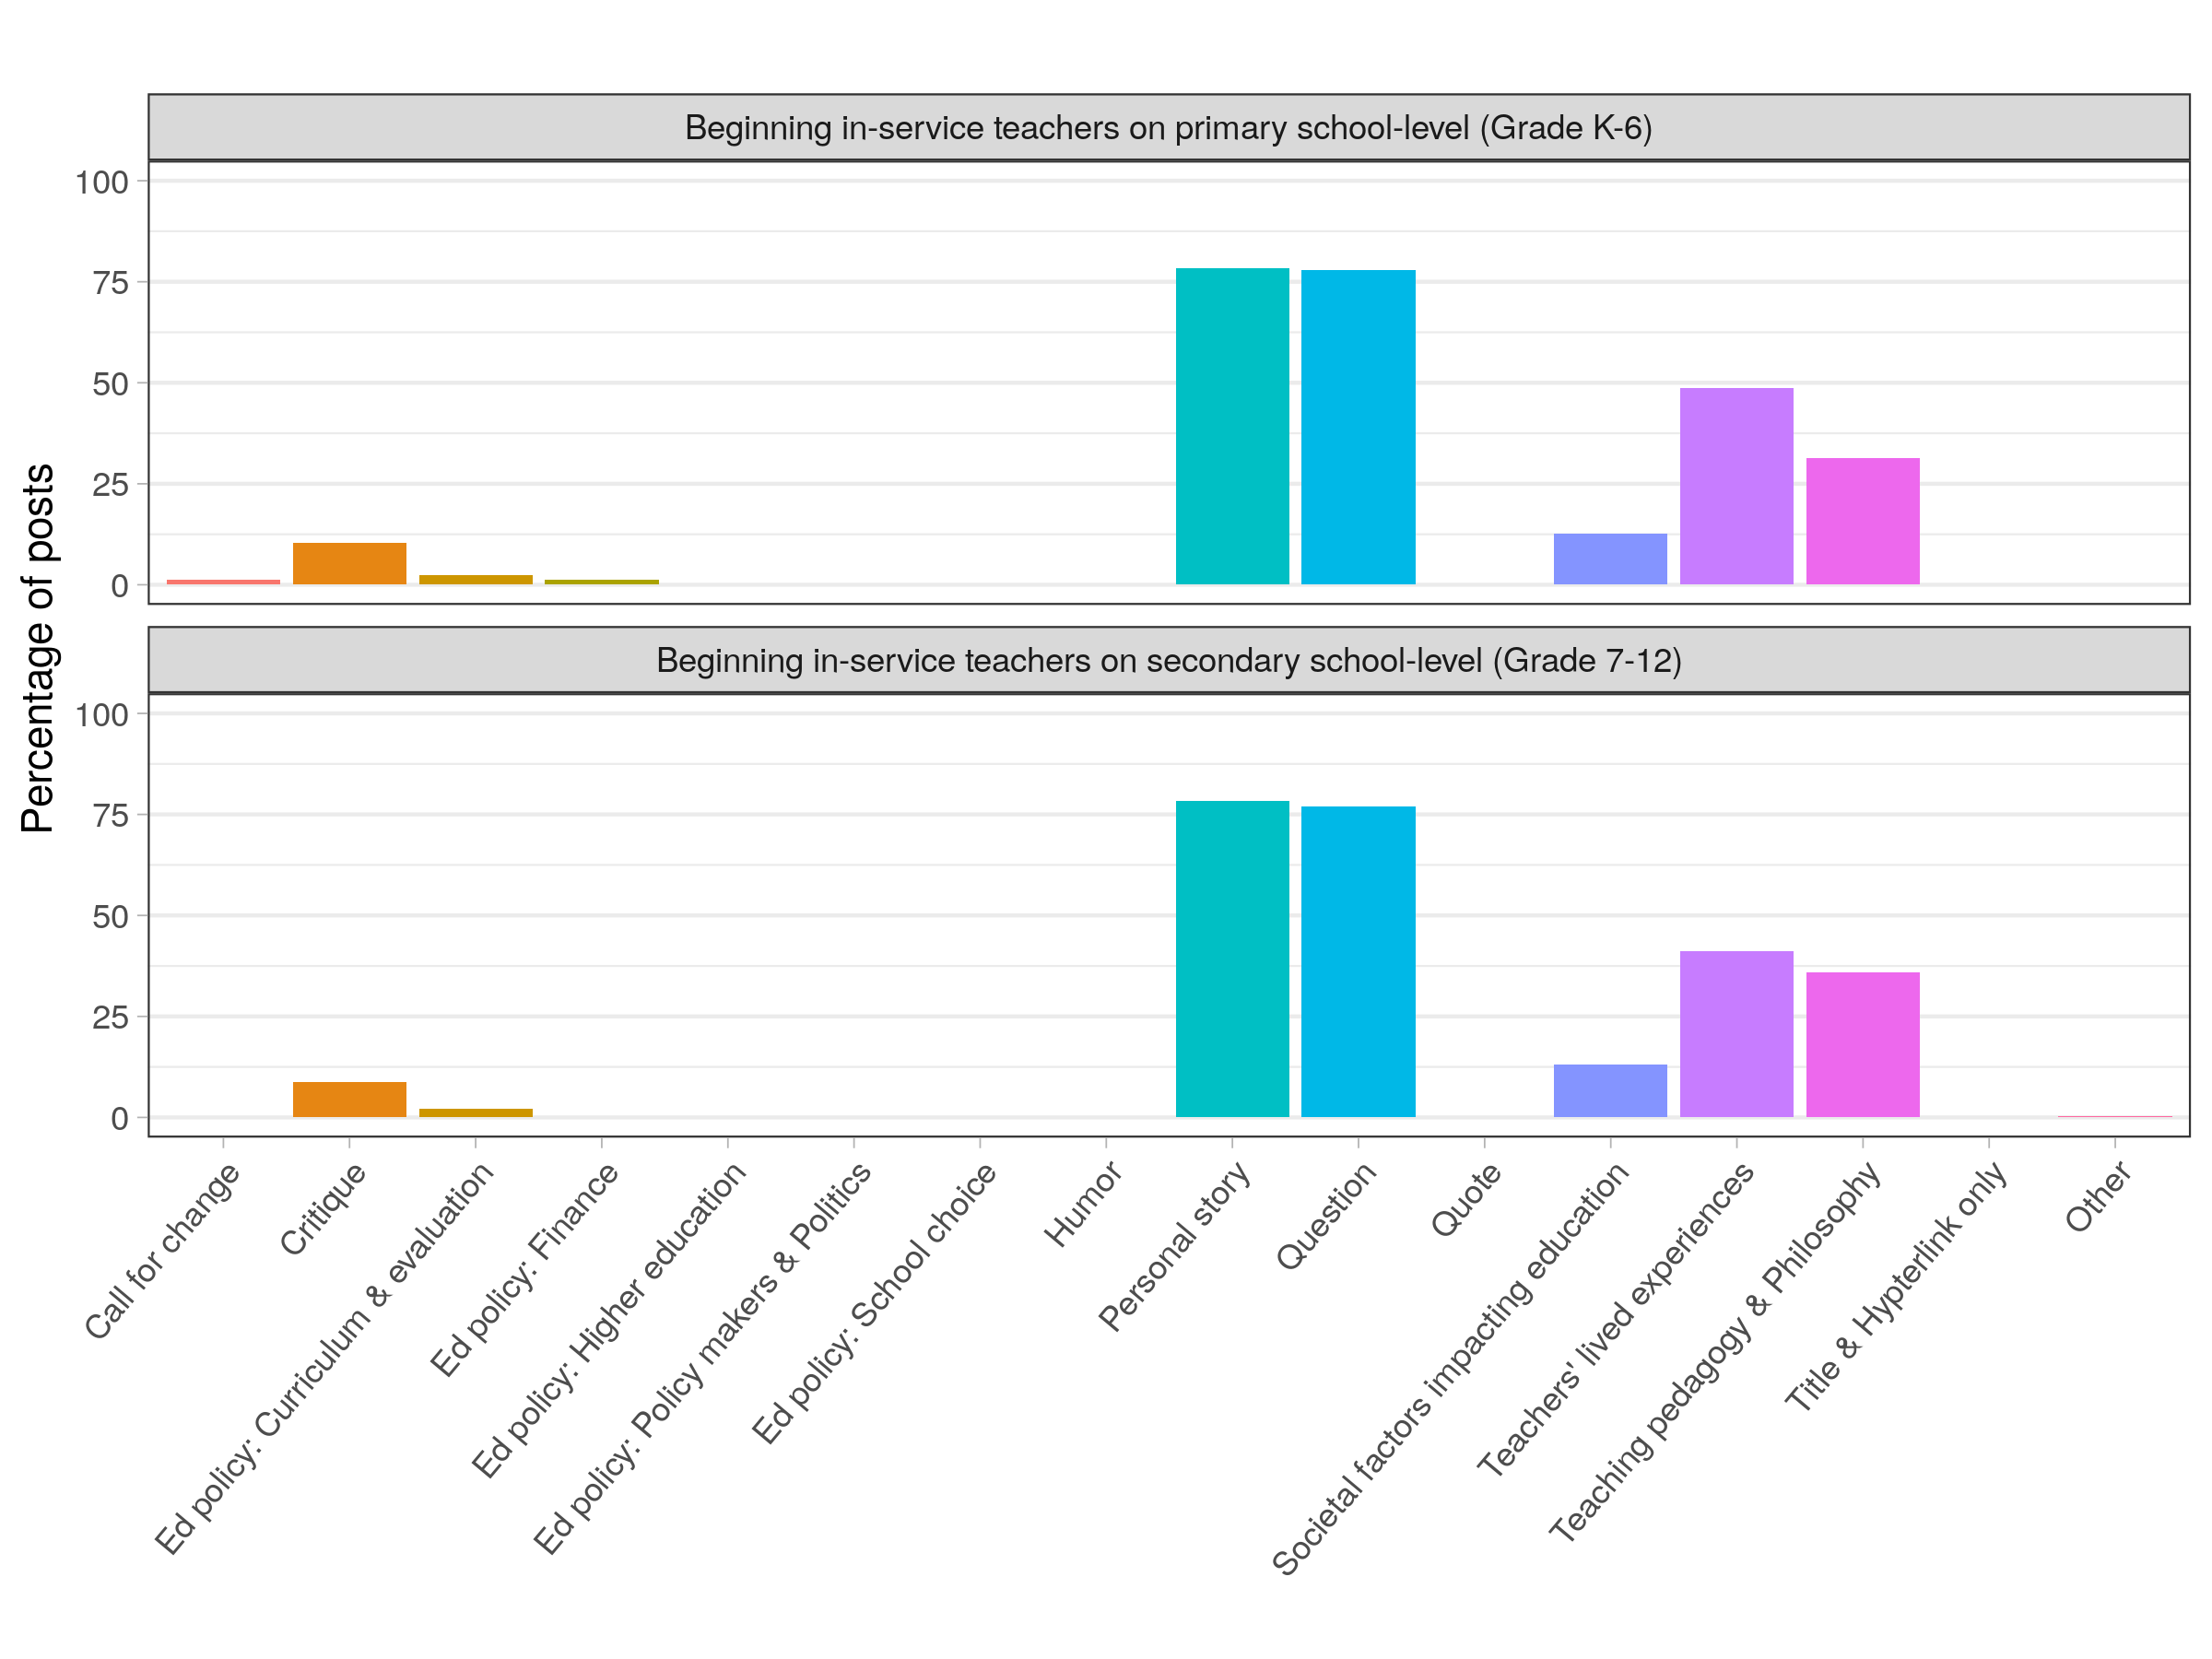 Beginning in-service teachers on primary school-level (Grade K-6)
100
75
50
25
0
Percentage of posts
Beginning in-service teachers on secondary school-level (Grade 7-12)
100
75
50
25
0
Call for change
Critique
Ed policy: Curriculum & evaluation
Ed policy: Finance
Ed policy: Higher education
Ed policy: Policy makers & Politics
Ed policy: School choice
Humor
Personal story
Question
Quote
Societal factors impacting education
Teachers' lived experiences
Teaching pedagogy & Philosophy
Title & Hypterlink only
Other